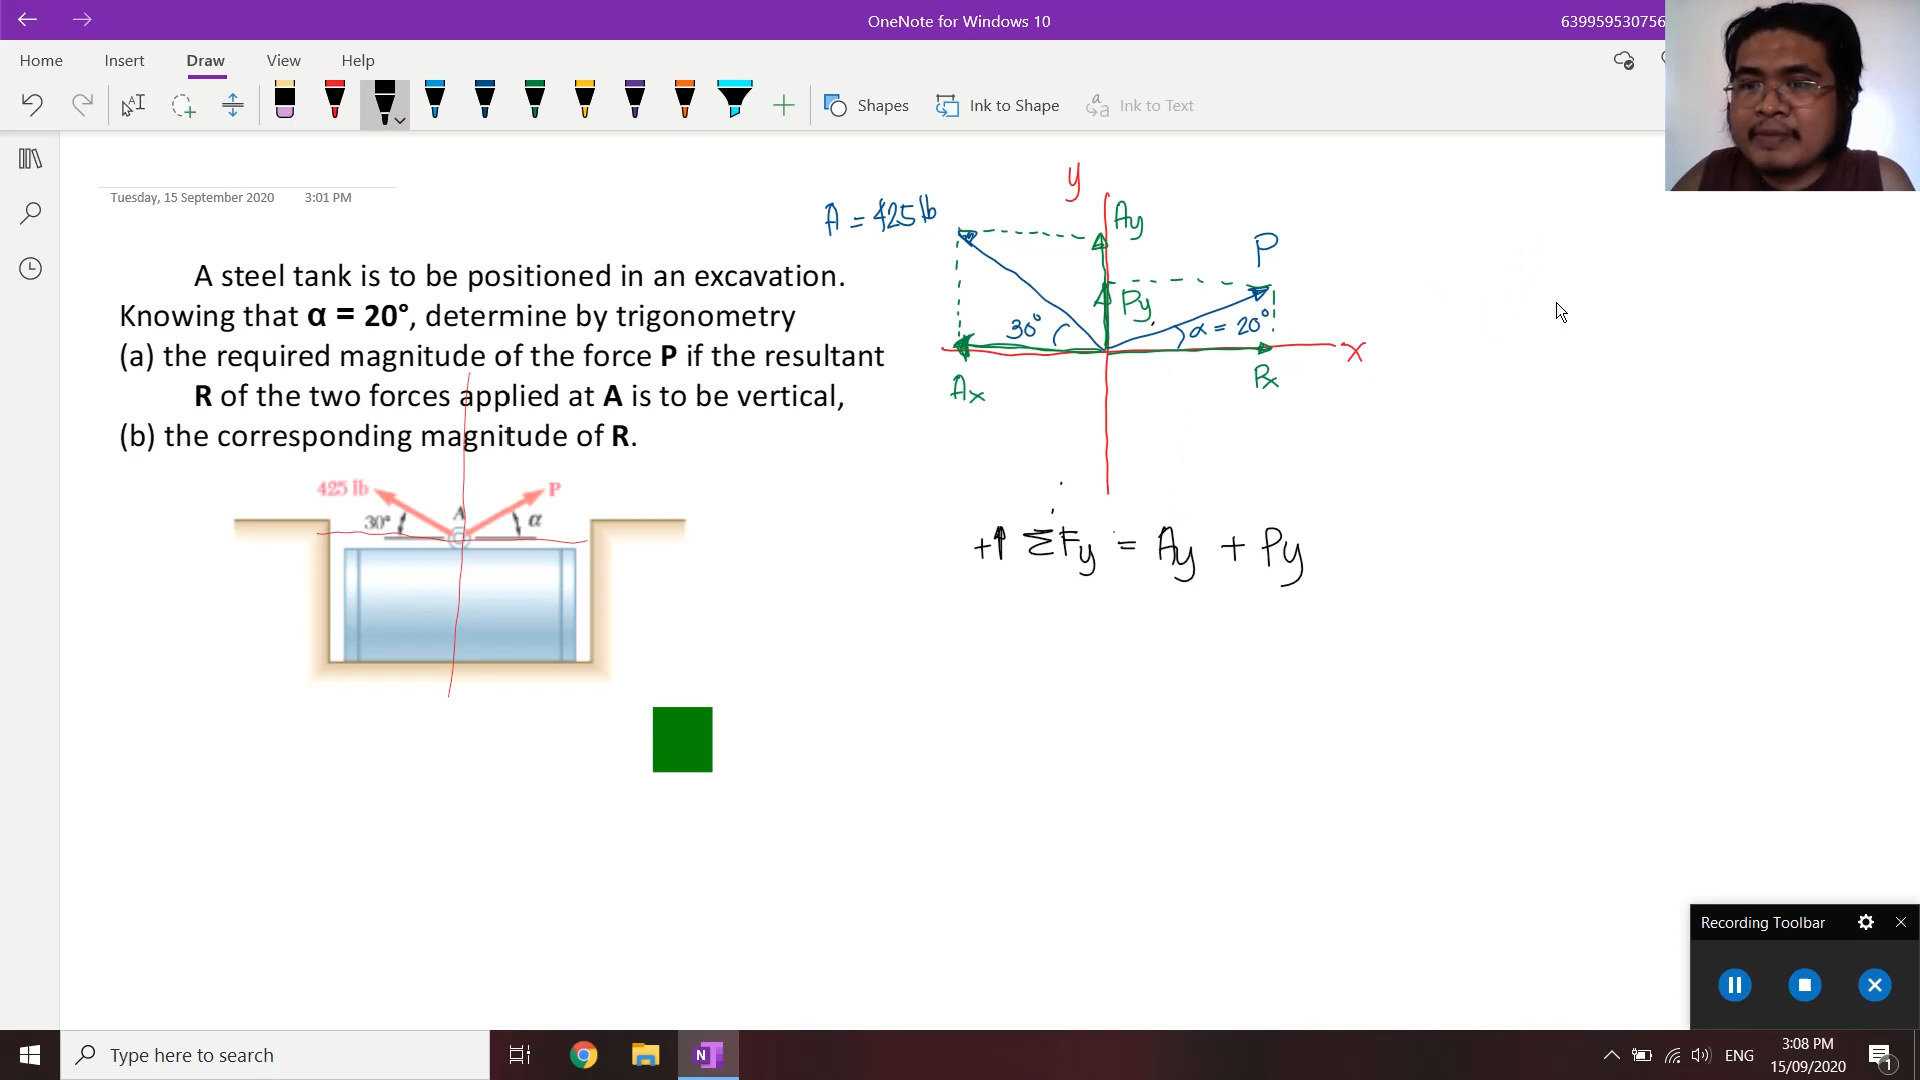 OneNote for Windows 10
639959530756
Home Insert Draw View Help
Shapes Ink to Shape Ink to Text
Tuesday, 15 September 2020 3:01 PM
A steel tank is to be positioned in an excavation.
Knowing that α = 20°, determine by trigonometry
(a) the required magnitude of the force P if the resultant
R of the two forces applied at A is to be vertical,
(b) the corresponding magnitude of R.
425 lb P
A
30° α
y
A = 425 lb Ay
P
Py
30° α = 20°
x
Ax Px
+↑ ΣFy = Ay + Py
Recording Toolbar
Type here to search
N
ENG
3:08 PM
15/09/2020
1